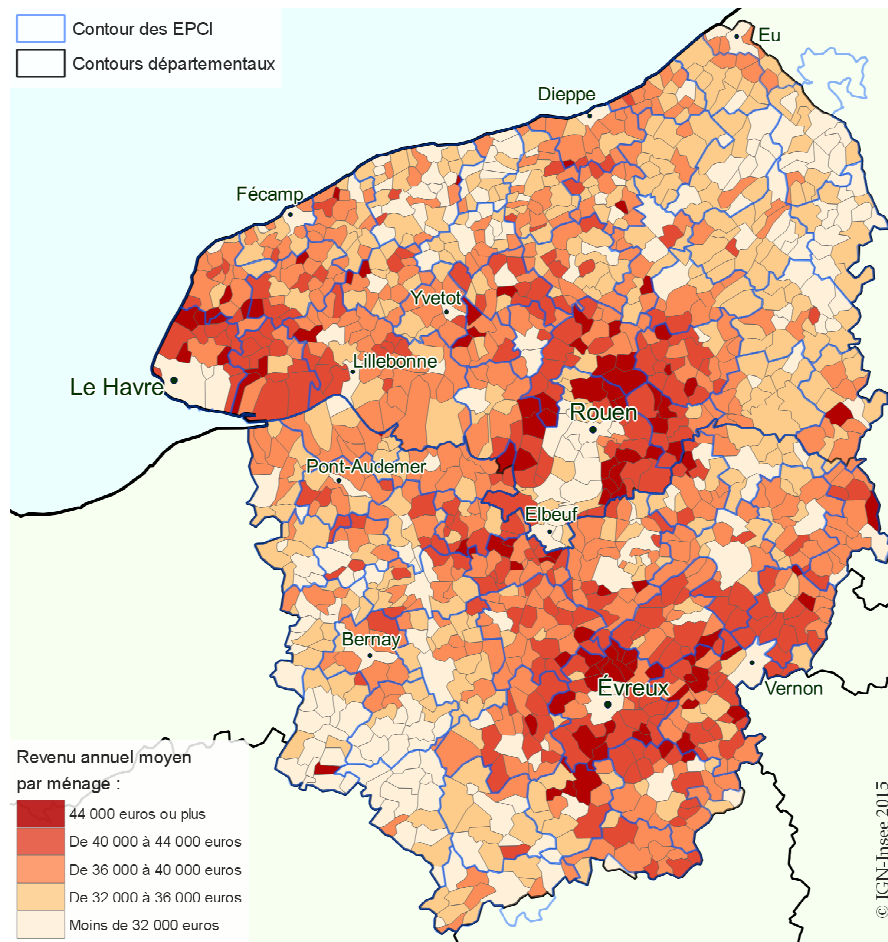 Contour des EPCI
Contours départementaux
Eu
Dieppe
Fécamp
Yvetot
Lillebonne
Le Havre
Rouen
Pont-Audemer
Elbeuf
Bernay
Évreux
Vernon
Revenu annuel moyen
par ménage :
44 000 euros ou plus
De 40 000 à 44 000 euros
De 36 000 à 40 000 euros
De 32 000 à 36 000 euros
Moins de 32 000 euros
© IGN-Insee 2015